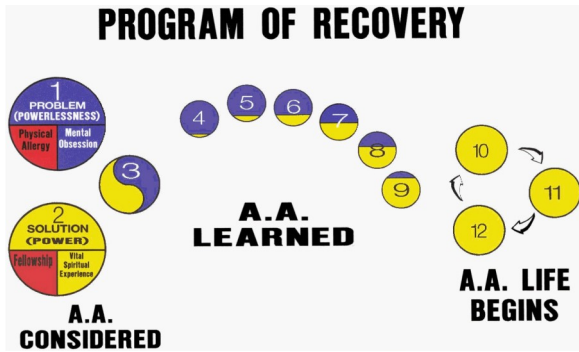 PROGRAM OF RECOVERY
1
PROBLEM
(POWERLESSNESS)
Physical
Allergy
Mental
Obsession
2
SOLUTION
(POWER)
Fellowship
Vital
Spiritual
Experience
3
A.A.
CONSIDERED
4
5
6
7
8
9
A.A.
LEARNED
10
11
12
A.A. LIFE
BEGINS